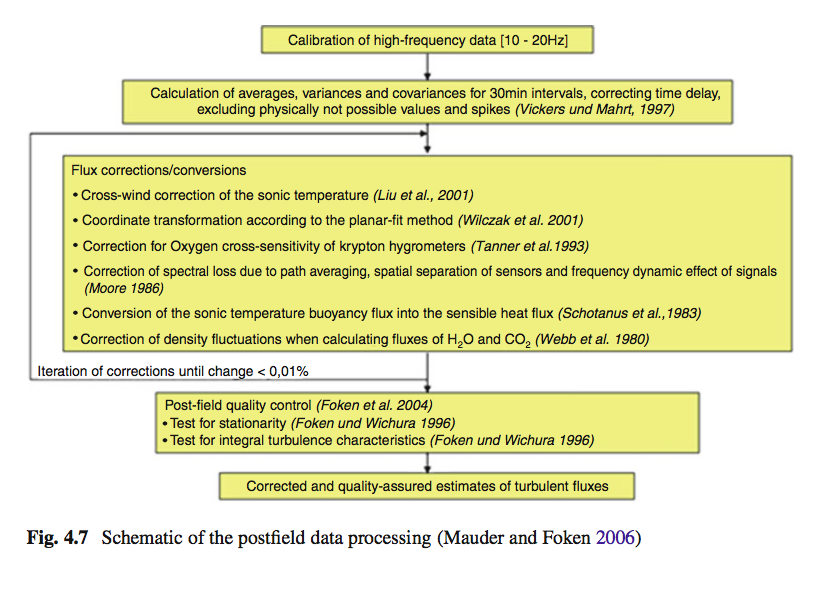 Calibration of high-frequency data [10 - 20Hz]
Calculation of averages, variances and covariances for 30min intervals, correcting time delay,
excluding physically not possible values and spikes (Vickers und Mahrt, 1997)
Flux corrections/conversions
• Cross-wind correction of the sonic temperature (Liu et al., 2001)
• Coordinate transformation according to the planar-fit method (Wilczak et al. 2001)
• Correction for Oxygen cross-sensitivity of krypton hygrometers (Tanner et al.1993)
• Correction of spectral loss due to path averaging, spatial separation of sensors and frequency dynamic effect of signals
(Moore 1986)
• Conversion of the sonic temperature buoyancy flux into the sensible heat flux (Schotanus et al.,1983)
• Correction of density fluctuations when calculating fluxes of H₂O and CO₂ (Webb et al. 1980)
Iteration of corrections until change < 0,01%
Post-field quality control (Foken et al. 2004)
• Test for stationarity (Foken und Wichura 1996)
• Test for integral turbulence characteristics (Foken und Wichura 1996)
Corrected and quality-assured estimates of turbulent fluxes
Fig. 4.7 Schematic of the postfield data processing (Mauder and Foken 2006)